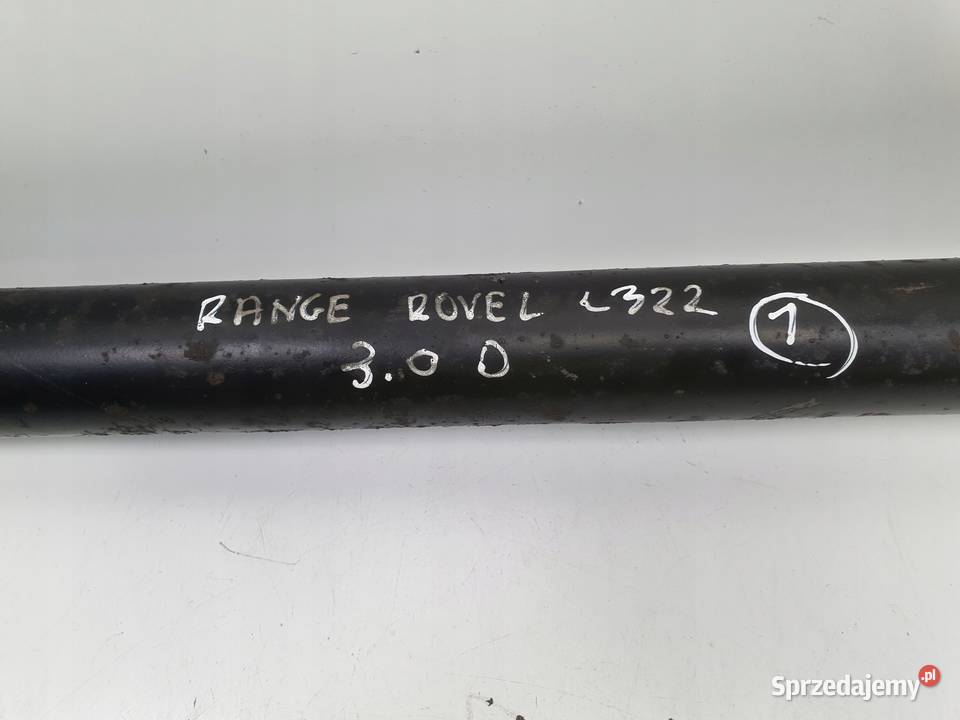 RANGE ROVEL L322 1
3.0 D
Sprzedajemy.pl